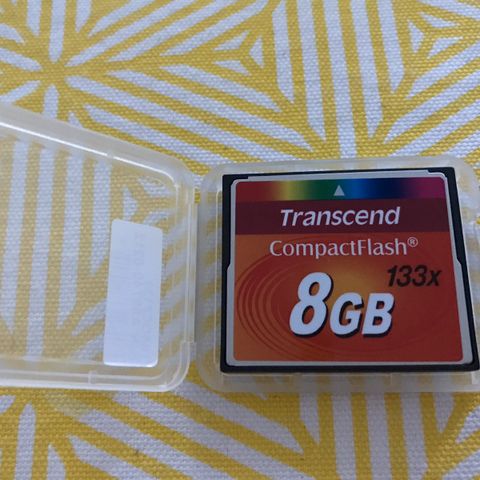 Transcend
CompactFlash®
133x
8GB